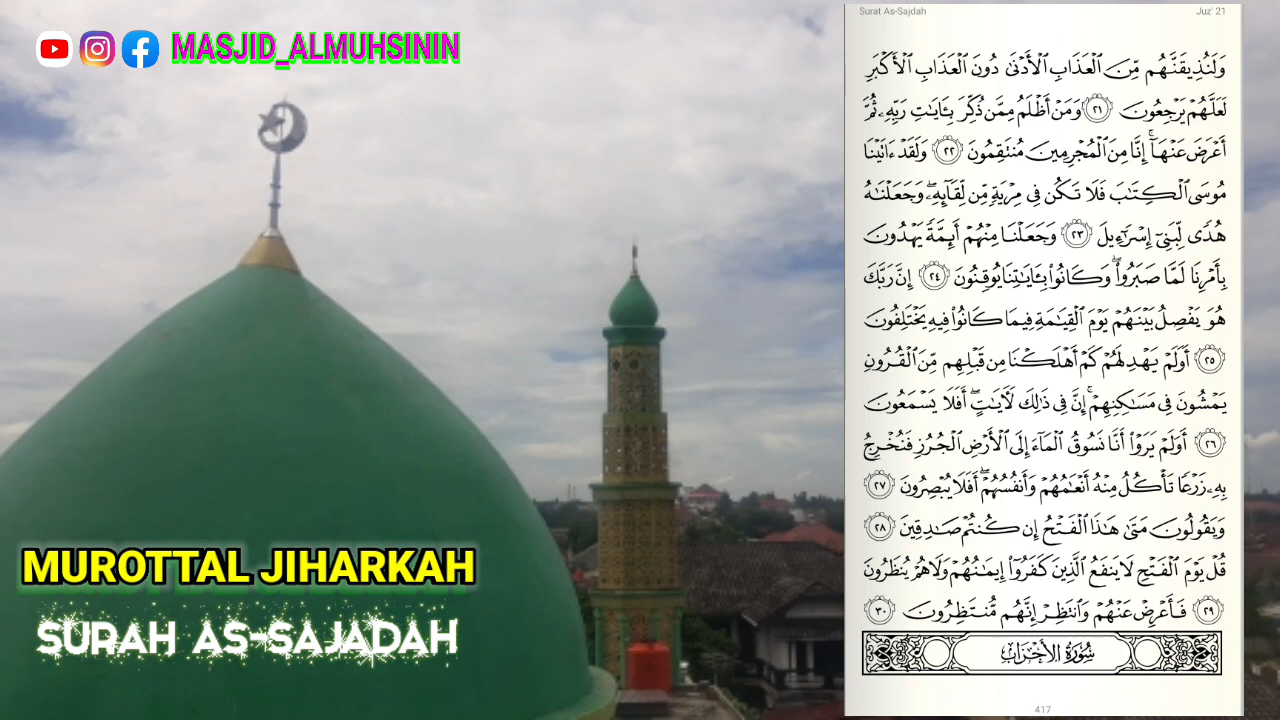 MASJID_ALMUHSININ
MUROTTAL JIHARKAH
SURAH AS-SAJADAH
Surat As-Sajdah
Juz' 21
وَلَنُذِيقَنَّهُم مِّنَ ٱلْعَذَابِ ٱلْأَدْنَىٰ دُونَ ٱلْعَذَابِ ٱلْأَكْبَرِ
لَعَلَّهُمْ يَرْجِعُونَ ٢١ وَمَنْ أَظْلَمُ مِمَّن ذُكِّرَ بِـَٔايَٰتِ رَبِّهِۦ ثُمَّ
أَعْرَضَ عَنْهَآ ۚ إِنَّا مِنَ ٱلْمُجْرِمِينَ مُنتَقِمُونَ ٢٢ وَلَقَدْ ءَاتَيْنَا
مُوسَى ٱلْكِتَٰبَ فَلَا تَكُن فِى مِرْيَةٍ مِّن لِّقَآئِهِۦ ۖ وَجَعَلْنَٰهُ
هُدًى لِّبَنِىٓ إِسْرَٰٓءِيلَ ٢٣ وَجَعَلْنَا مِنْهُمْ أَئِمَّةً يَهْدُونَ
بِأَمْرِنَا لَمَّا صَبَرُوا۟ ۖ وَكَانُوا۟ بِـَٔايَٰتِنَا يُوقِنُونَ ٢٤ إِنَّ رَبَّكَ
هُوَ يَفْصِلُ بَيْنَهُمْ يَوْمَ ٱلْقِيَٰمَةِ فِيمَا كَانُوا۟ فِيهِ يَخْتَلِفُونَ
٢٥ أَوَلَمْ يَهْدِ لَهُمْ كَمْ أَهْلَكْنَا مِن قَبْلِهِم مِّنَ ٱلْقُرُونِ
يَمْشُونَ فِى مَسَٰكِنِهِمْ ۚ إِنَّ فِى ذَٰلِكَ لَـَٔايَٰتٍ ۖ أَفَلَا يَسْمَعُونَ
٢٦ أَوَلَمْ يَرَوْا۟ أَنَّا نَسُوقُ ٱلْمَآءَ إِلَى ٱلْأَرْضِ ٱلْجُرُزِ فَنُخْرِجُ
بِهِۦ زَرْعًا تَأْكُلُ مِنْهُ أَنْعَٰمُهُمْ وَأَنفُسُهُمْ ۖ أَفَلَا يُبْصِرُونَ ٢٧
وَيَقُولُونَ مَتَىٰ هَٰذَا ٱلْفَتْحُ إِن كُنتُمْ صَٰدِقِينَ ٢٨
قُلْ يَوْمَ ٱلْفَتْحِ لَا يَنفَعُ ٱلَّذِينَ كَفَرُوٓا۟ إِيمَٰنُهُمْ وَلَا هُمْ يُنظَرُونَ
٢٩ فَأَعْرِضْ عَنْهُمْ وَٱنتَظِرْ إِنَّهُم مُّنتَظِرُونَ ٣٠
سُورَةُ الأَحْزَابِ
417